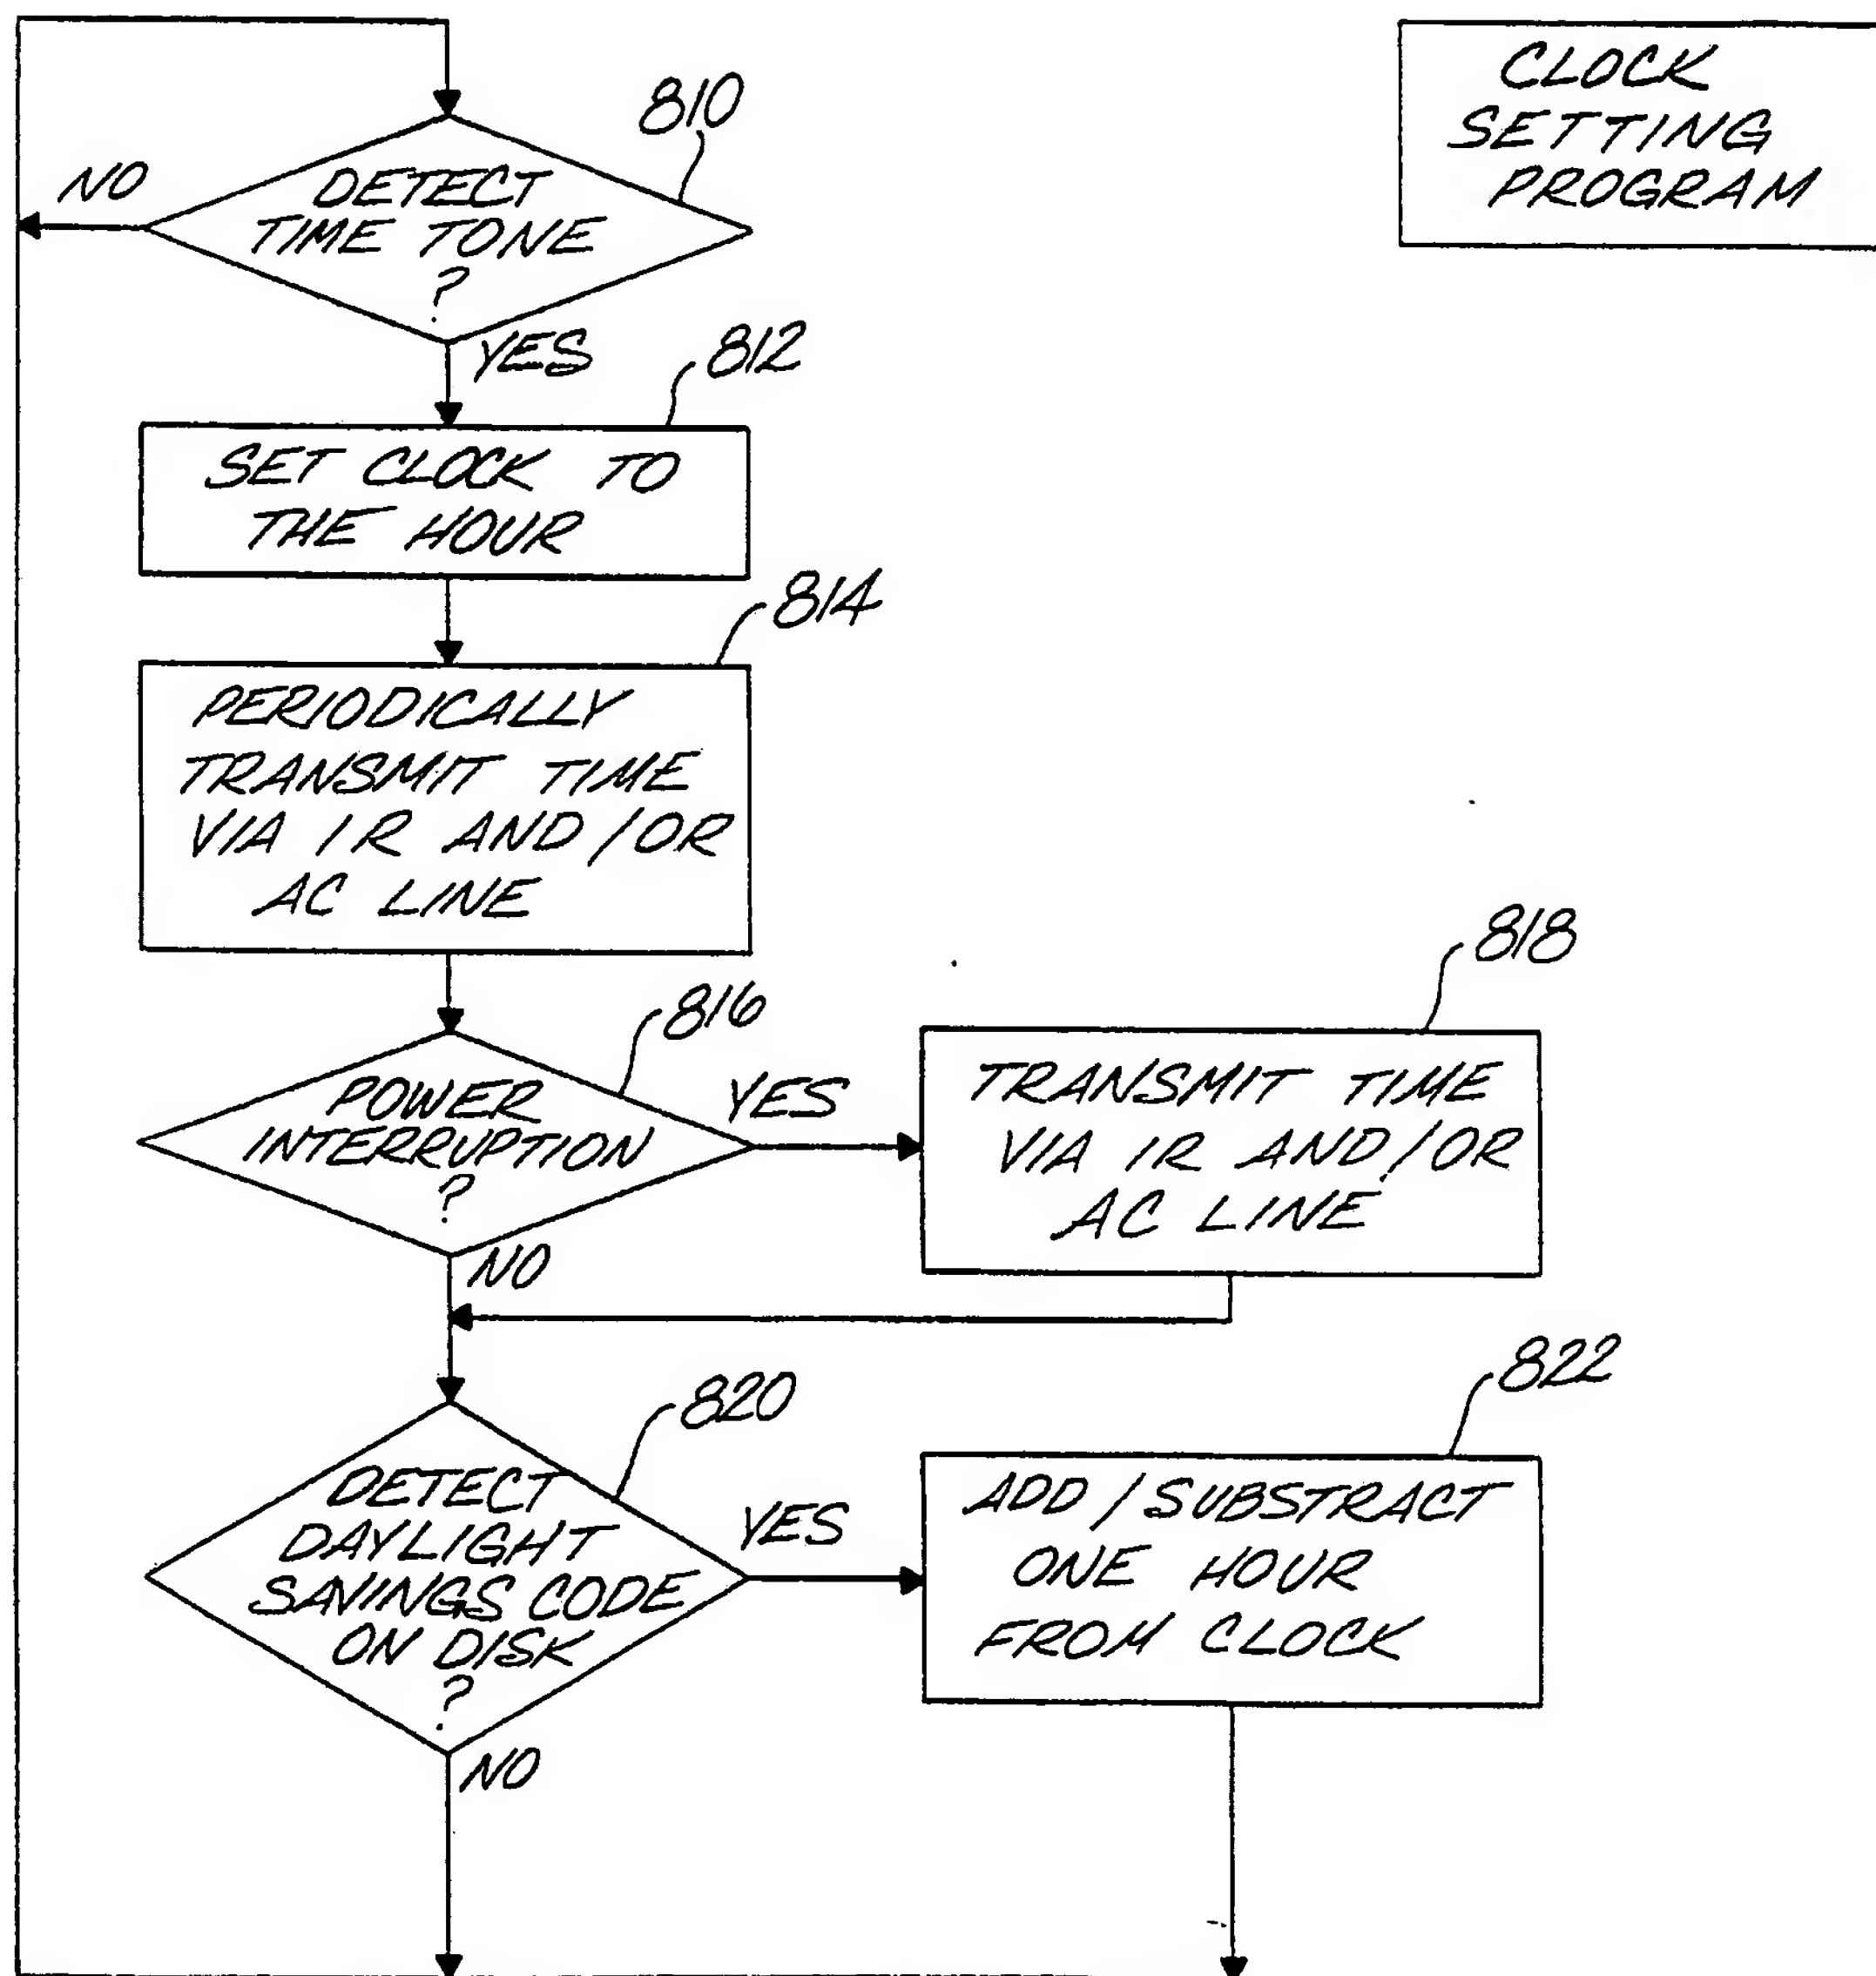 CLOCK
SETTING
PROGRAM
810
DETECT
TIME TONE
?
NO
YES
812
SET CLOCK TO
THE HOUR
814
PERIODICALLY
TRANSMIT TIME
VIA IR AND/OR
AC LINE
816
POWER
INTERRUPTION
?
YES
NO
818
TRANSMIT TIME
VIA IR AND/OR
AC LINE
820
DETECT
DAYLIGHT
SAVINGS CODE
ON DISK
?
YES
NO
822
ADD/SUBSTRACT
ONE HOUR
FROM CLOCK